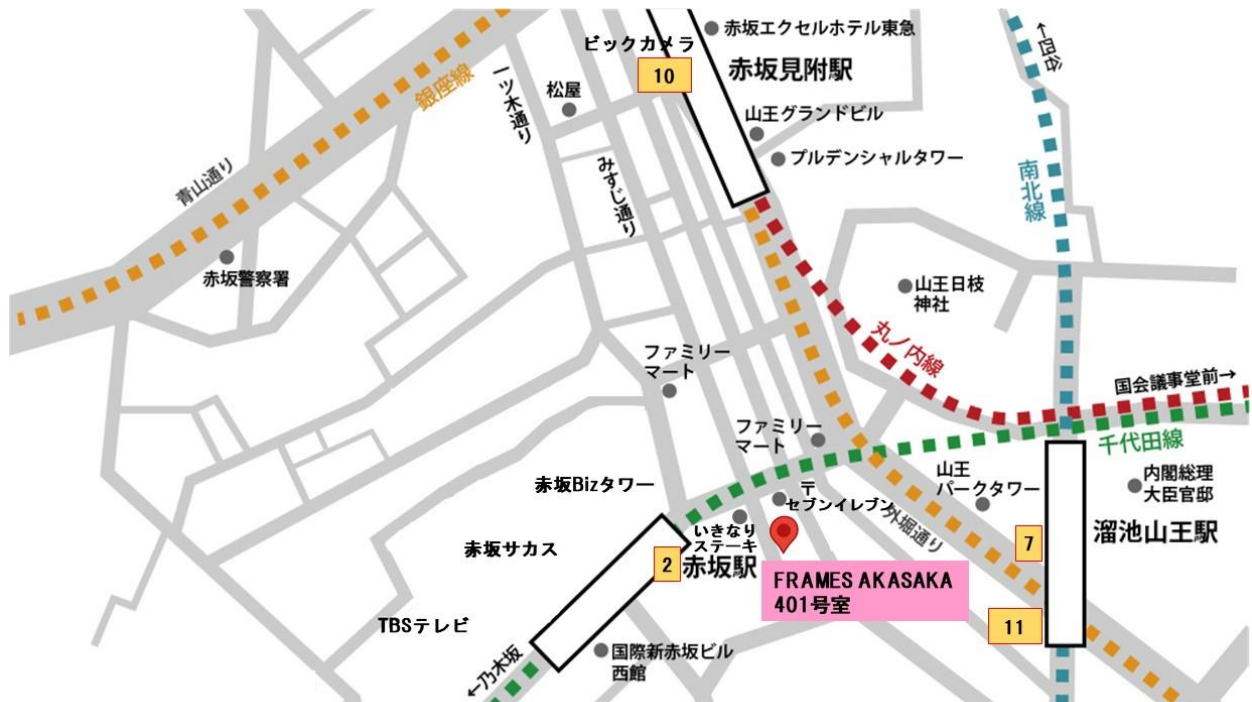 ビックカメラ
赤坂エクセルホテル東急
←四谷
10
赤坂見附駅
銀座線
一ツ木通り
松屋
山王グランドビル
プルデンシャルタワー
青山通り
みすじ通り
南北線
赤坂警察署
山王日枝
神社
丸ノ内線
ファミリー
マート
国会議事堂前→
ファミリー
マート
千代田線
赤坂Bizタワー
山王
パークタワー
内閣総理
大臣官邸
〒
セブンイレブン
外堀通り
いきなり
ステーキ
赤坂サカス
2
赤坂駅
7
溜池山王駅
FRAMES AKASAKA
401号室
TBSテレビ
11
国際新赤坂ビル
西館
←乃木坂